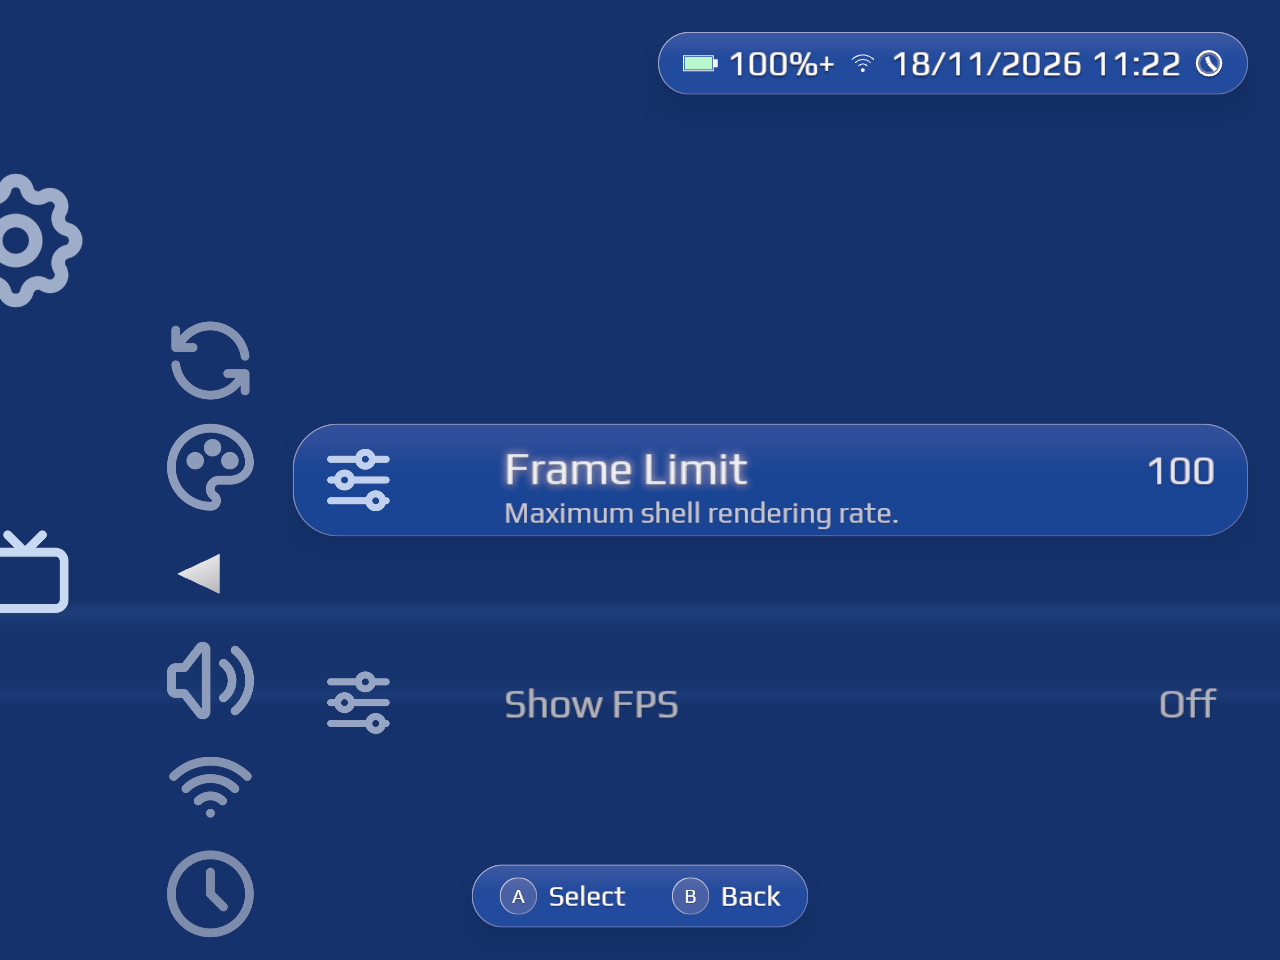 100%+ 18/11/2026 11:22
Frame Limit 100
Maximum shell rendering rate.
Show FPS Off
A Select B Back